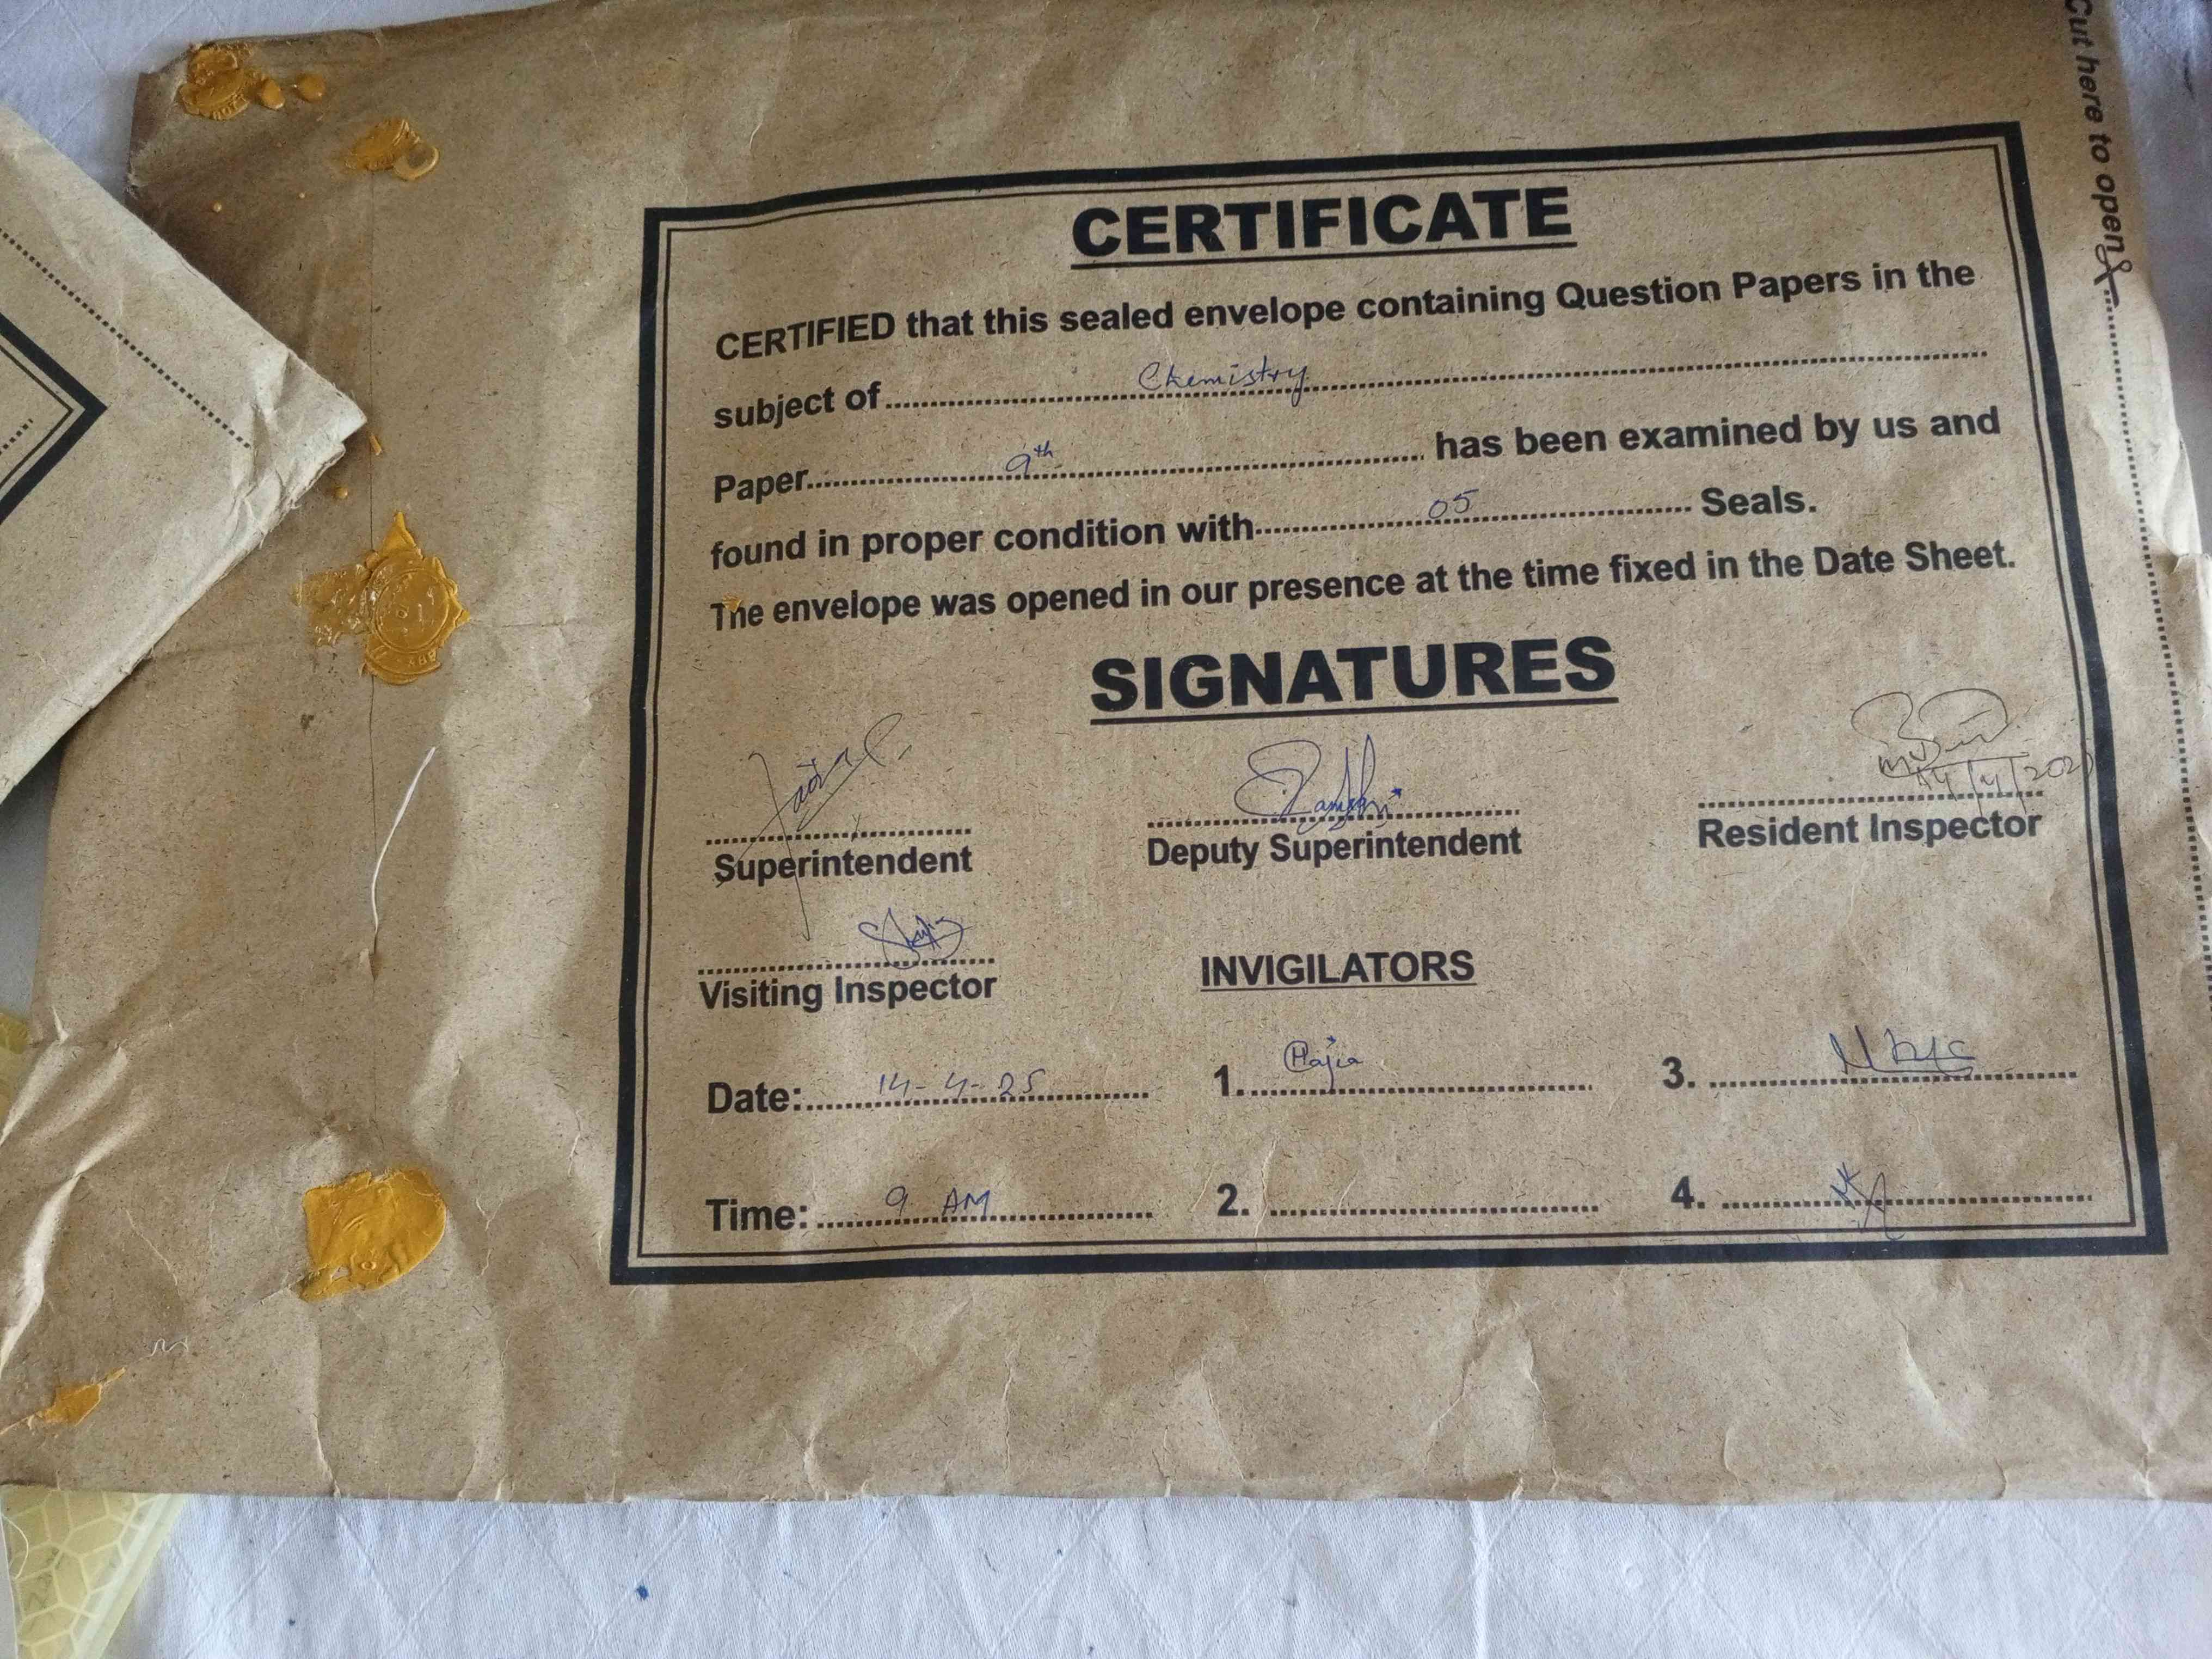 Cut here to open
CERTIFICATE
CERTIFIED that this sealed envelope containing Question Papers in the
subject of Chemistry
Paper 9th has been examined by us and
found in proper condition with 05 Seals.
The envelope was opened in our presence at the time fixed in the Date Sheet.
SIGNATURES
Superintendent Deputy Superintendent Resident Inspector
Visiting Inspector INVIGILATORS
Date: 14-4-25 1. 3.
Time: 9 AM 2. 4.